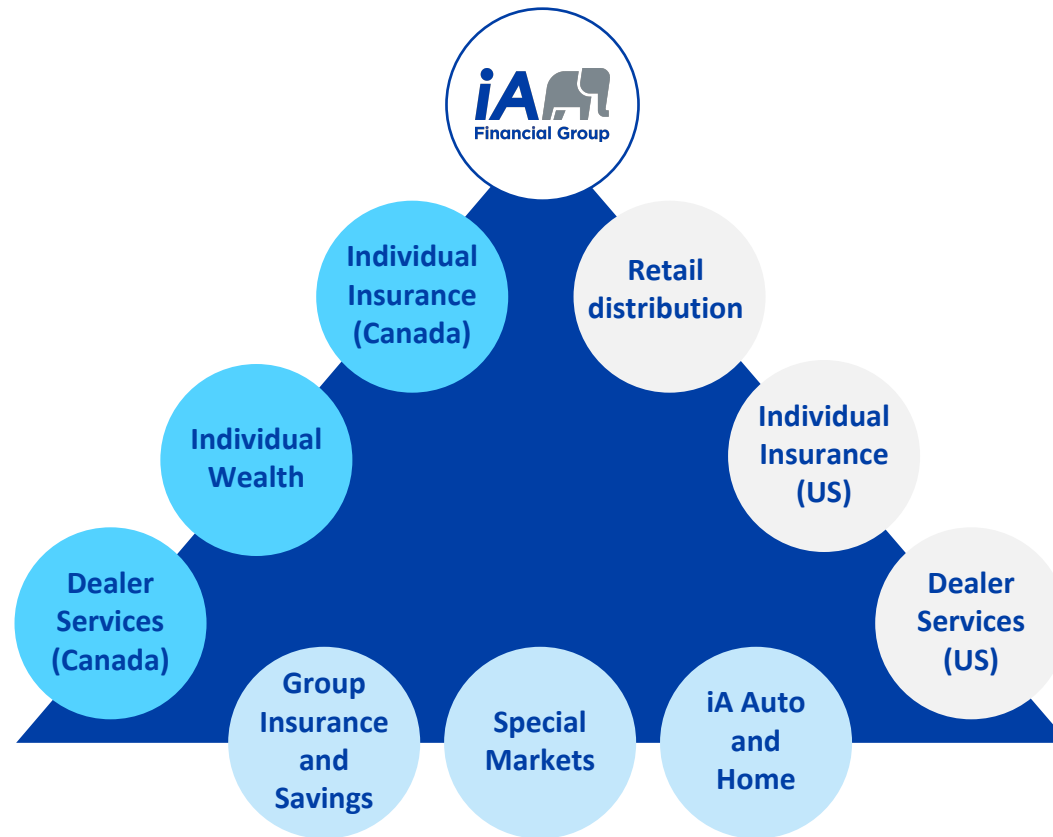 iA
Financial Group
Individual
Insurance
(Canada)
Retail
distribution
Individual
Wealth
Individual
Insurance
(US)
Dealer
Services
(Canada)
Dealer
Services
(US)
Group
Insurance
and
Savings
Special
Markets
iA Auto
and
Home